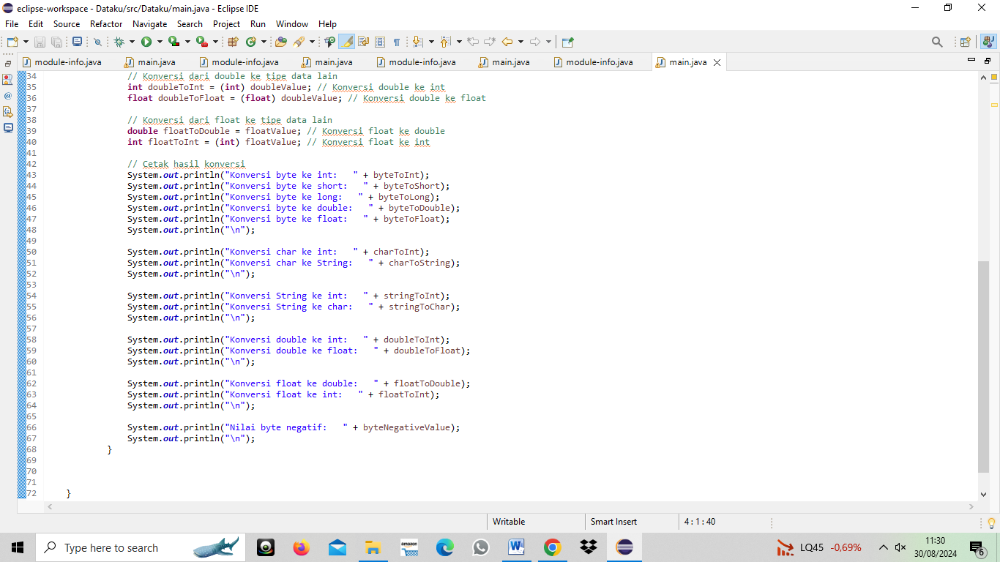 eclipse-workspace - Dataku/src/Dataku/main.java - Eclipse IDE
File Edit Source Refactor Navigate Search Project Run Window Help
module-info.java main.java module-info.java main.java module-info.java main.java module-info.java main.java
34 // Konversi dari double ke tipe data lain
35 int doubleToInt = (int) doubleValue; // Konversi double ke int
36 float doubleToFloat = (float) doubleValue; // Konversi double ke float
37
38 // Konversi dari float ke tipe data lain
39 double floatToDouble = floatValue; // Konversi float ke double
40 int floatToInt = (int) floatValue; // Konversi float ke int
41
42 // Cetak hasil konversi
43 System.out.println("Konversi byte ke int:   " + byteToInt);
44 System.out.println("Konversi byte ke short:   " + byteToShort);
45 System.out.println("Konversi byte ke long:   " + byteToLong);
46 System.out.println("Konversi byte ke double:   " + byteToDouble);
47 System.out.println("Konversi byte ke float:   " + byteToFloat);
48 System.out.println("\n");
49
50 System.out.println("Konversi char ke int:   " + charToInt);
51 System.out.println("Konversi char ke String:   " + charToString);
52 System.out.println("\n");
53
54 System.out.println("Konversi String ke int:   " + stringToInt);
55 System.out.println("Konversi String ke char:   " + stringToChar);
56 System.out.println("\n");
57
58 System.out.println("Konversi double ke int:   " + doubleToInt);
59 System.out.println("Konversi double ke float:   " + doubleToFloat);
60 System.out.println("\n");
61
62 System.out.println("Konversi float ke double:   " + floatToDouble);
63 System.out.println("Konversi float ke int:   " + floatToInt);
64 System.out.println("\n");
65
66 System.out.println("Nilai byte negatif:   " + byteNegativeValue);
67 System.out.println("\n");
68 }
69
70
71
72 }
Writable Smart Insert 4 : 1 : 40
Type here to search amazon LQ45 -0,69% 11:30
30/08/2024 6